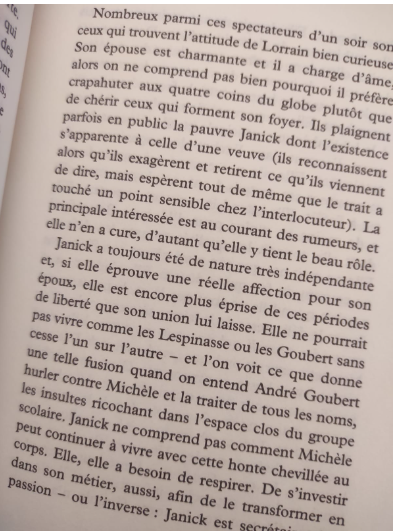 Nombreux parmi ces spectateurs d'un soir son
ceux qui trouvent l'attitude de Lorrain bien curieuse
Son épouse est charmante et il a charge d'âme,
alors on ne comprend pas bien pourquoi il préfère
crapahuter aux quatre coins du globe plutôt que
de chérir ceux qui forment son foyer. Ils plaignent
parfois en public la pauvre Janick dont l'existence
s'apparente à celle d'une veuve (ils reconnaissent
alors qu'ils exagèrent et retirent ce qu'ils viennent
de dire, mais espèrent tout de même que le trait a
touché un point sensible chez l'interlocuteur). La
principale intéressée est au courant des rumeurs, et
elle n'en a cure, d'autant qu'elle y tient le beau rôle.
Janick a toujours été de nature très indépendante
et, si elle éprouve une réelle affection pour son
époux, elle est encore plus éprise de ces périodes
de liberté que son union lui laisse. Elle ne pourrait
pas vivre comme les Lespinasse ou les Goubert sans
cesse l'un sur l'autre – et l'on voit ce que donne
une telle fusion quand on entend André Goubert
hurler contre Michèle et la traiter de tous les noms,
les insultes ricochant dans l'espace clos du groupe
scolaire. Janick ne comprend pas comment Michèle
peut continuer à vivre avec cette honte chevillée au
corps. Elle, elle a besoin de respirer. De s'investir
dans son métier, aussi, afin de le transformer en
passion – ou l'inverse : Janick est